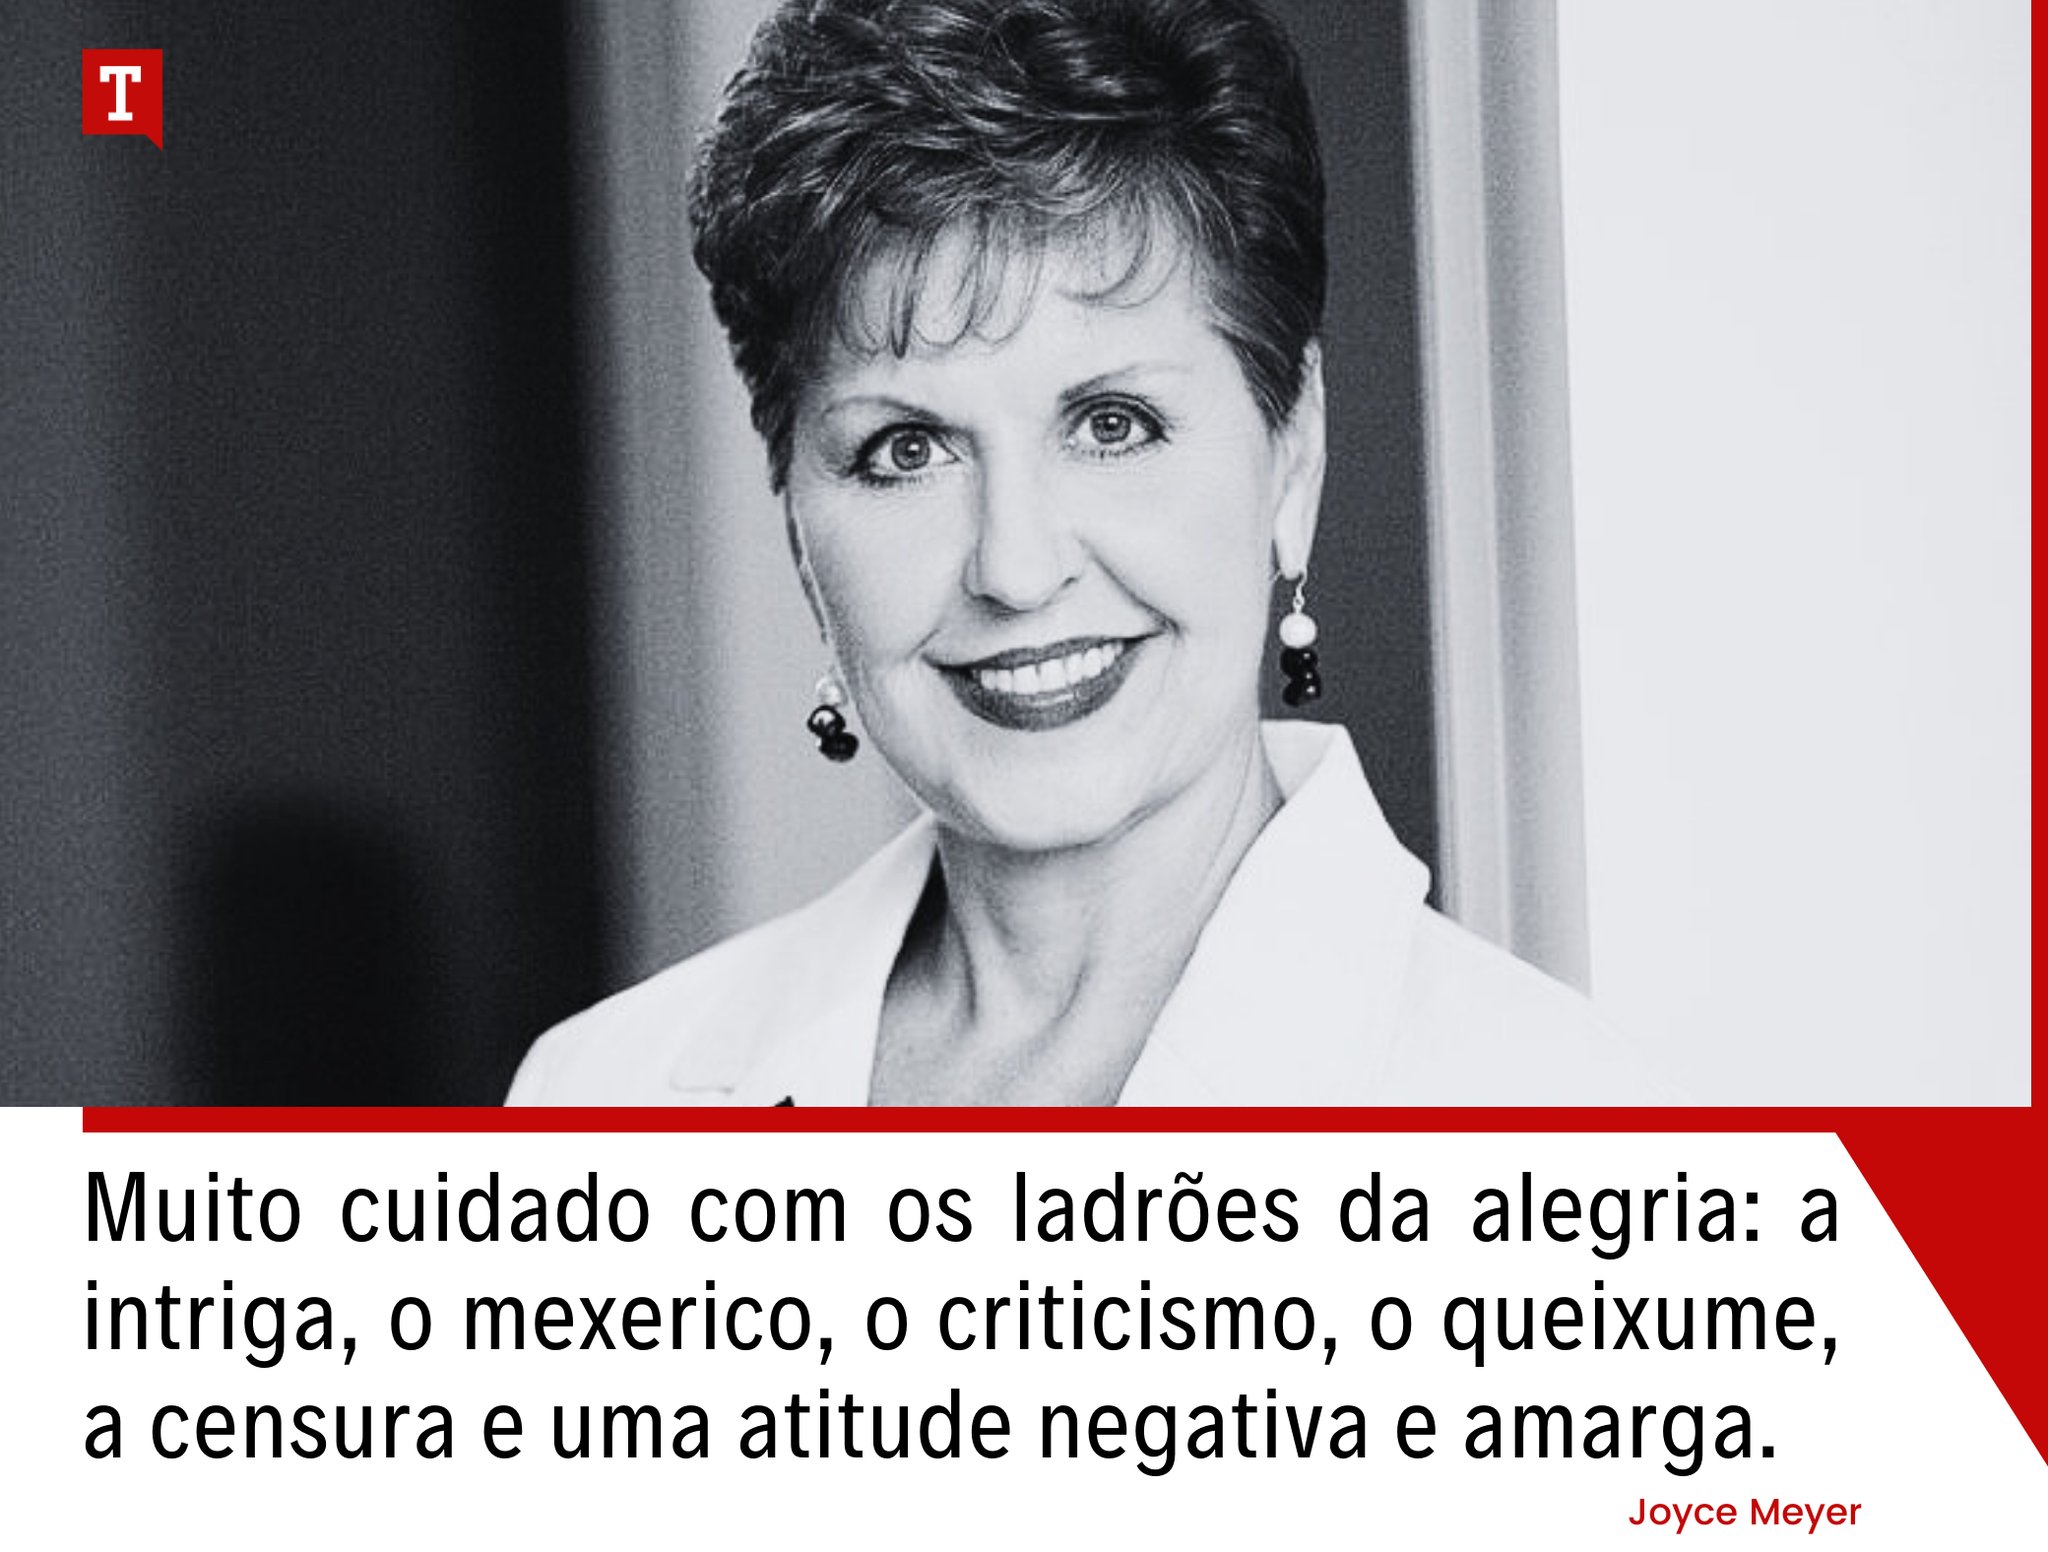 T
Muito cuidado com os ladrões da alegria: a
intriga, o mexerico, o criticismo, o queixume,
a censura e uma atitude negativa e amarga.
Joyce Meyer